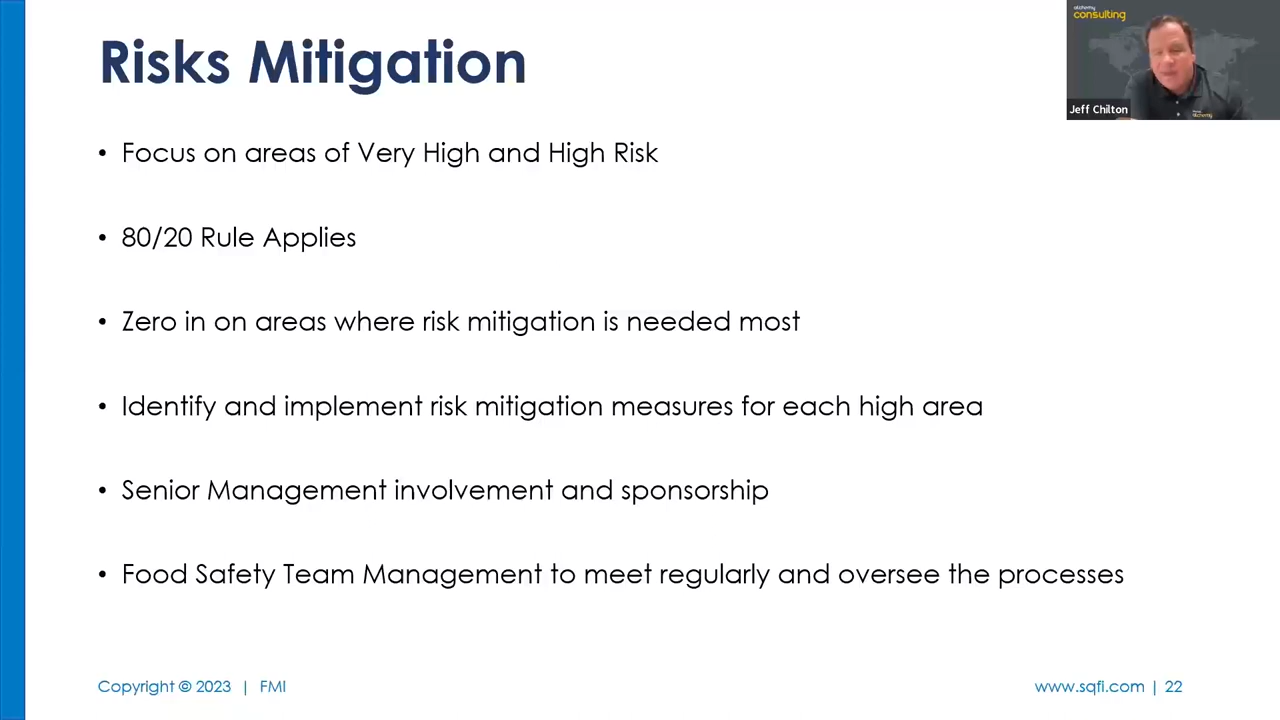 Risks Mitigation
alchemy
consulting
Jeff Chilton
alchemy
• Focus on areas of Very High and High Risk
• 80/20 Rule Applies
• Zero in on areas where risk mitigation is needed most
• Identify and implement risk mitigation measures for each high area
• Senior Management involvement and sponsorship
• Food Safety Team Management to meet regularly and oversee the processes
Copyright © 2023 | FMI
www.sqfi.com | 22